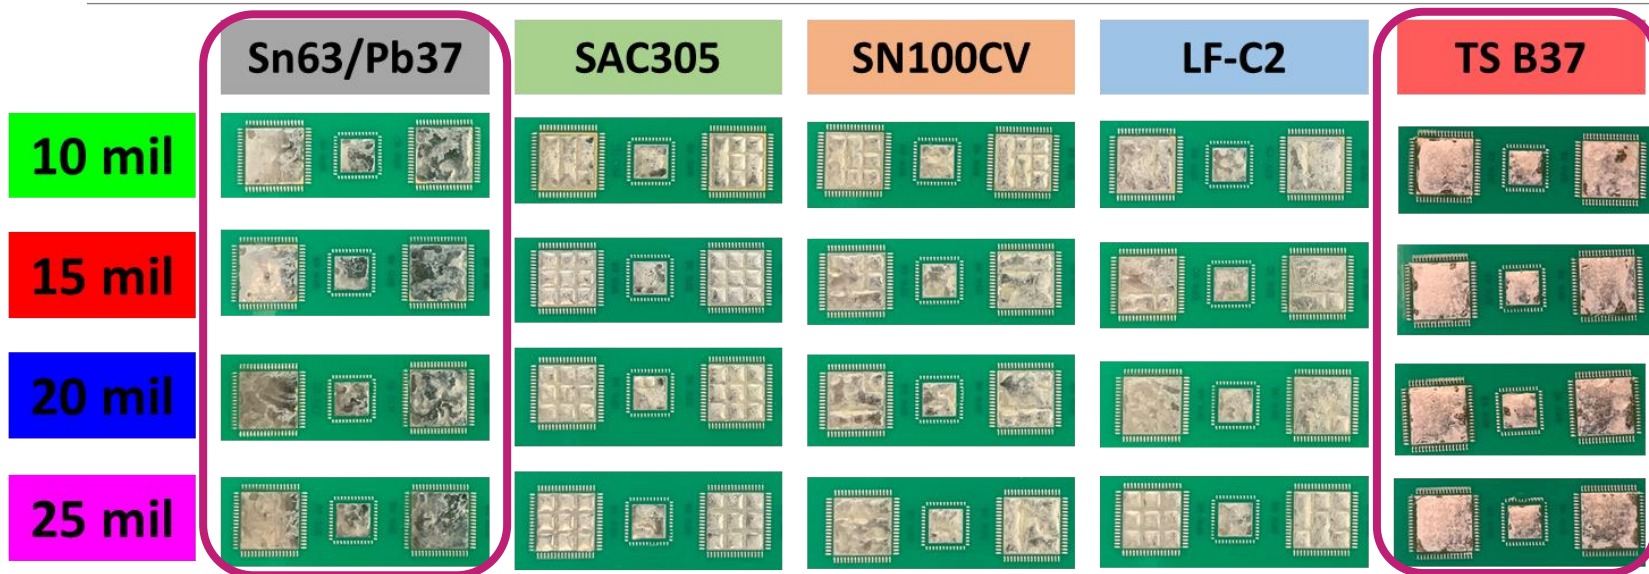 Sn63/Pb37 SAC305 SN100CV LF-C2 TS B37
10 mil
15 mil
20 mil
25 mil